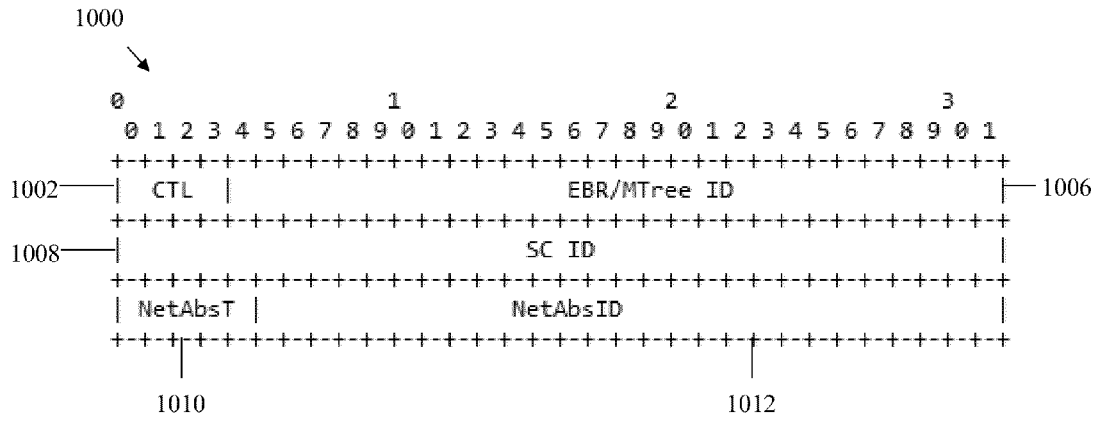 1000
0 1 2 3
0 1 2 3 4 5 6 7 8 9 0 1 2 3 4 5 6 7 8 9 0 1 2 3 4 5 6 7 8 9 0 1
+-+-+-+-+-+-+-+-+-+-+-+-+-+-+-+-+-+-+-+-+-+-+-+-+-+-+-+-+-+-+-+-+
1002 | CTL | EBR/MTree ID | 1006
+-+-+-+-+-+-+-+-+-+-+-+-+-+-+-+-+-+-+-+-+-+-+-+-+-+-+-+-+-+-+-+-+
1008 | SC ID |
+-+-+-+-+-+-+-+-+-+-+-+-+-+-+-+-+-+-+-+-+-+-+-+-+-+-+-+-+-+-+-+-+
| NetAbsT | NetAbsID |
+-+-+-+-+-+-+-+-+-+-+-+-+-+-+-+-+-+-+-+-+-+-+-+-+-+-+-+-+-+-+-+-+
1010 1012